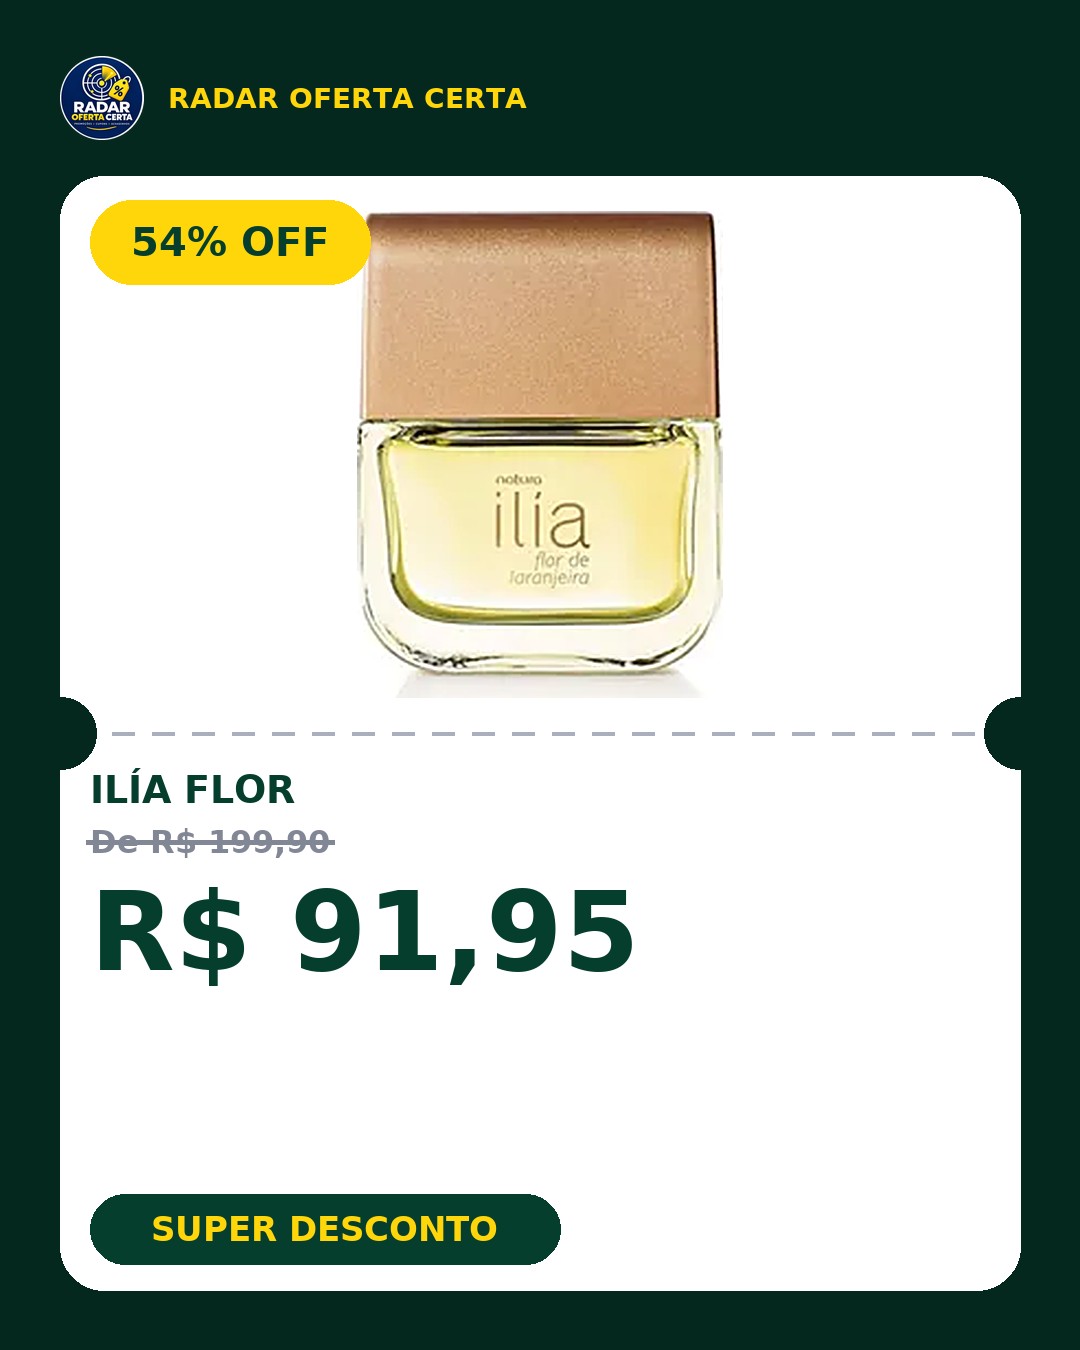 RADAR
OFERTA CERTA
RADAR OFERTA CERTA
54% OFF
%
natura
ilía
flor de
laranjeira
ILÍA FLOR
De R$ 199,90
R$ 91,95
SUPER DESCONTO